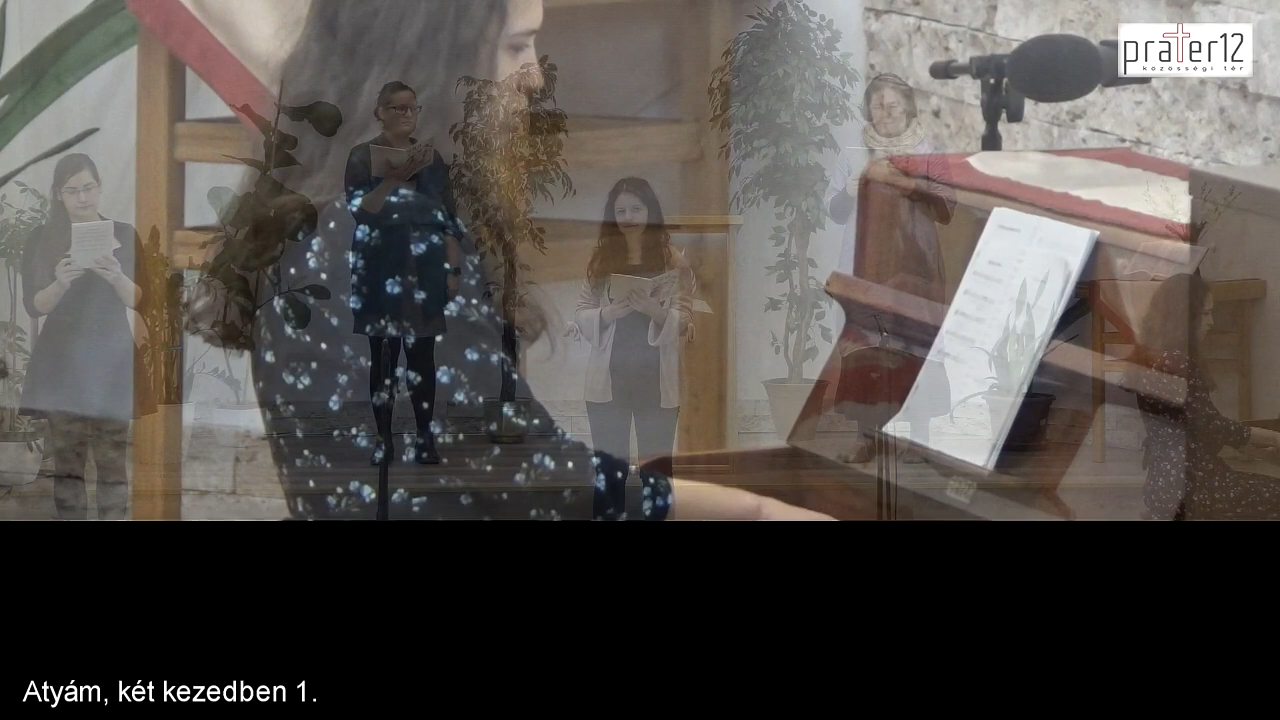 prater12
közösségi tér
Atyám, két kezedben 1.